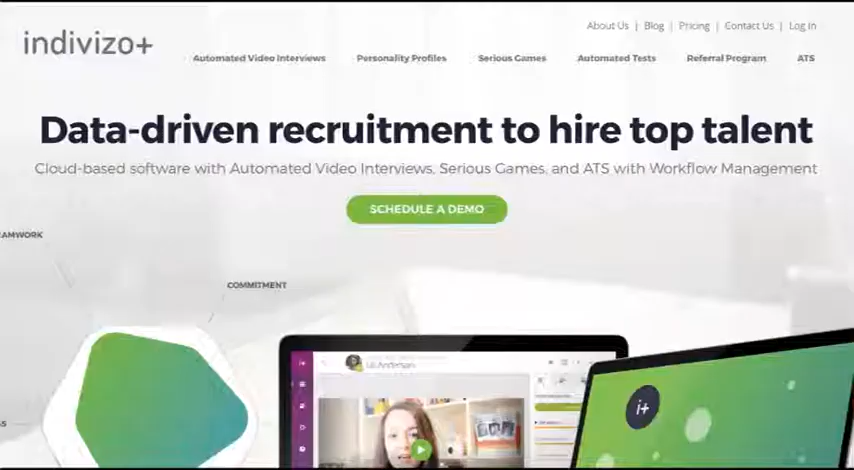 About Us | Blog | Pricing | Contact Us | Log In
indivizo+
Automated Video Interviews Personality Profiles Serious Games Automated Tests Referral Program ATS
Data-driven recruitment to hire top talent
Cloud-based software with Automated Video Interviews, Serious Games, and ATS with Workflow Management
SCHEDULE A DEMO
EAMWORK
COMMITMENT
Anderson
i+